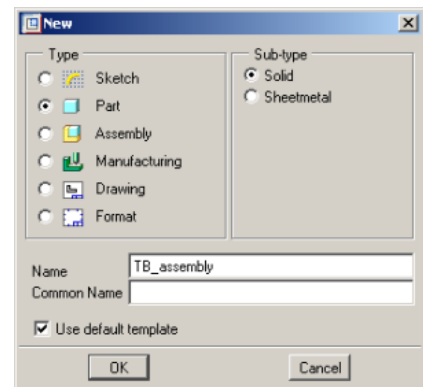 New
Type
Sub-type
Sketch
Solid
Part
Sheetmetal
Assembly
Manufacturing
Drawing
Format
Name TB_assembly
Common Name
Use default template
OK Cancel